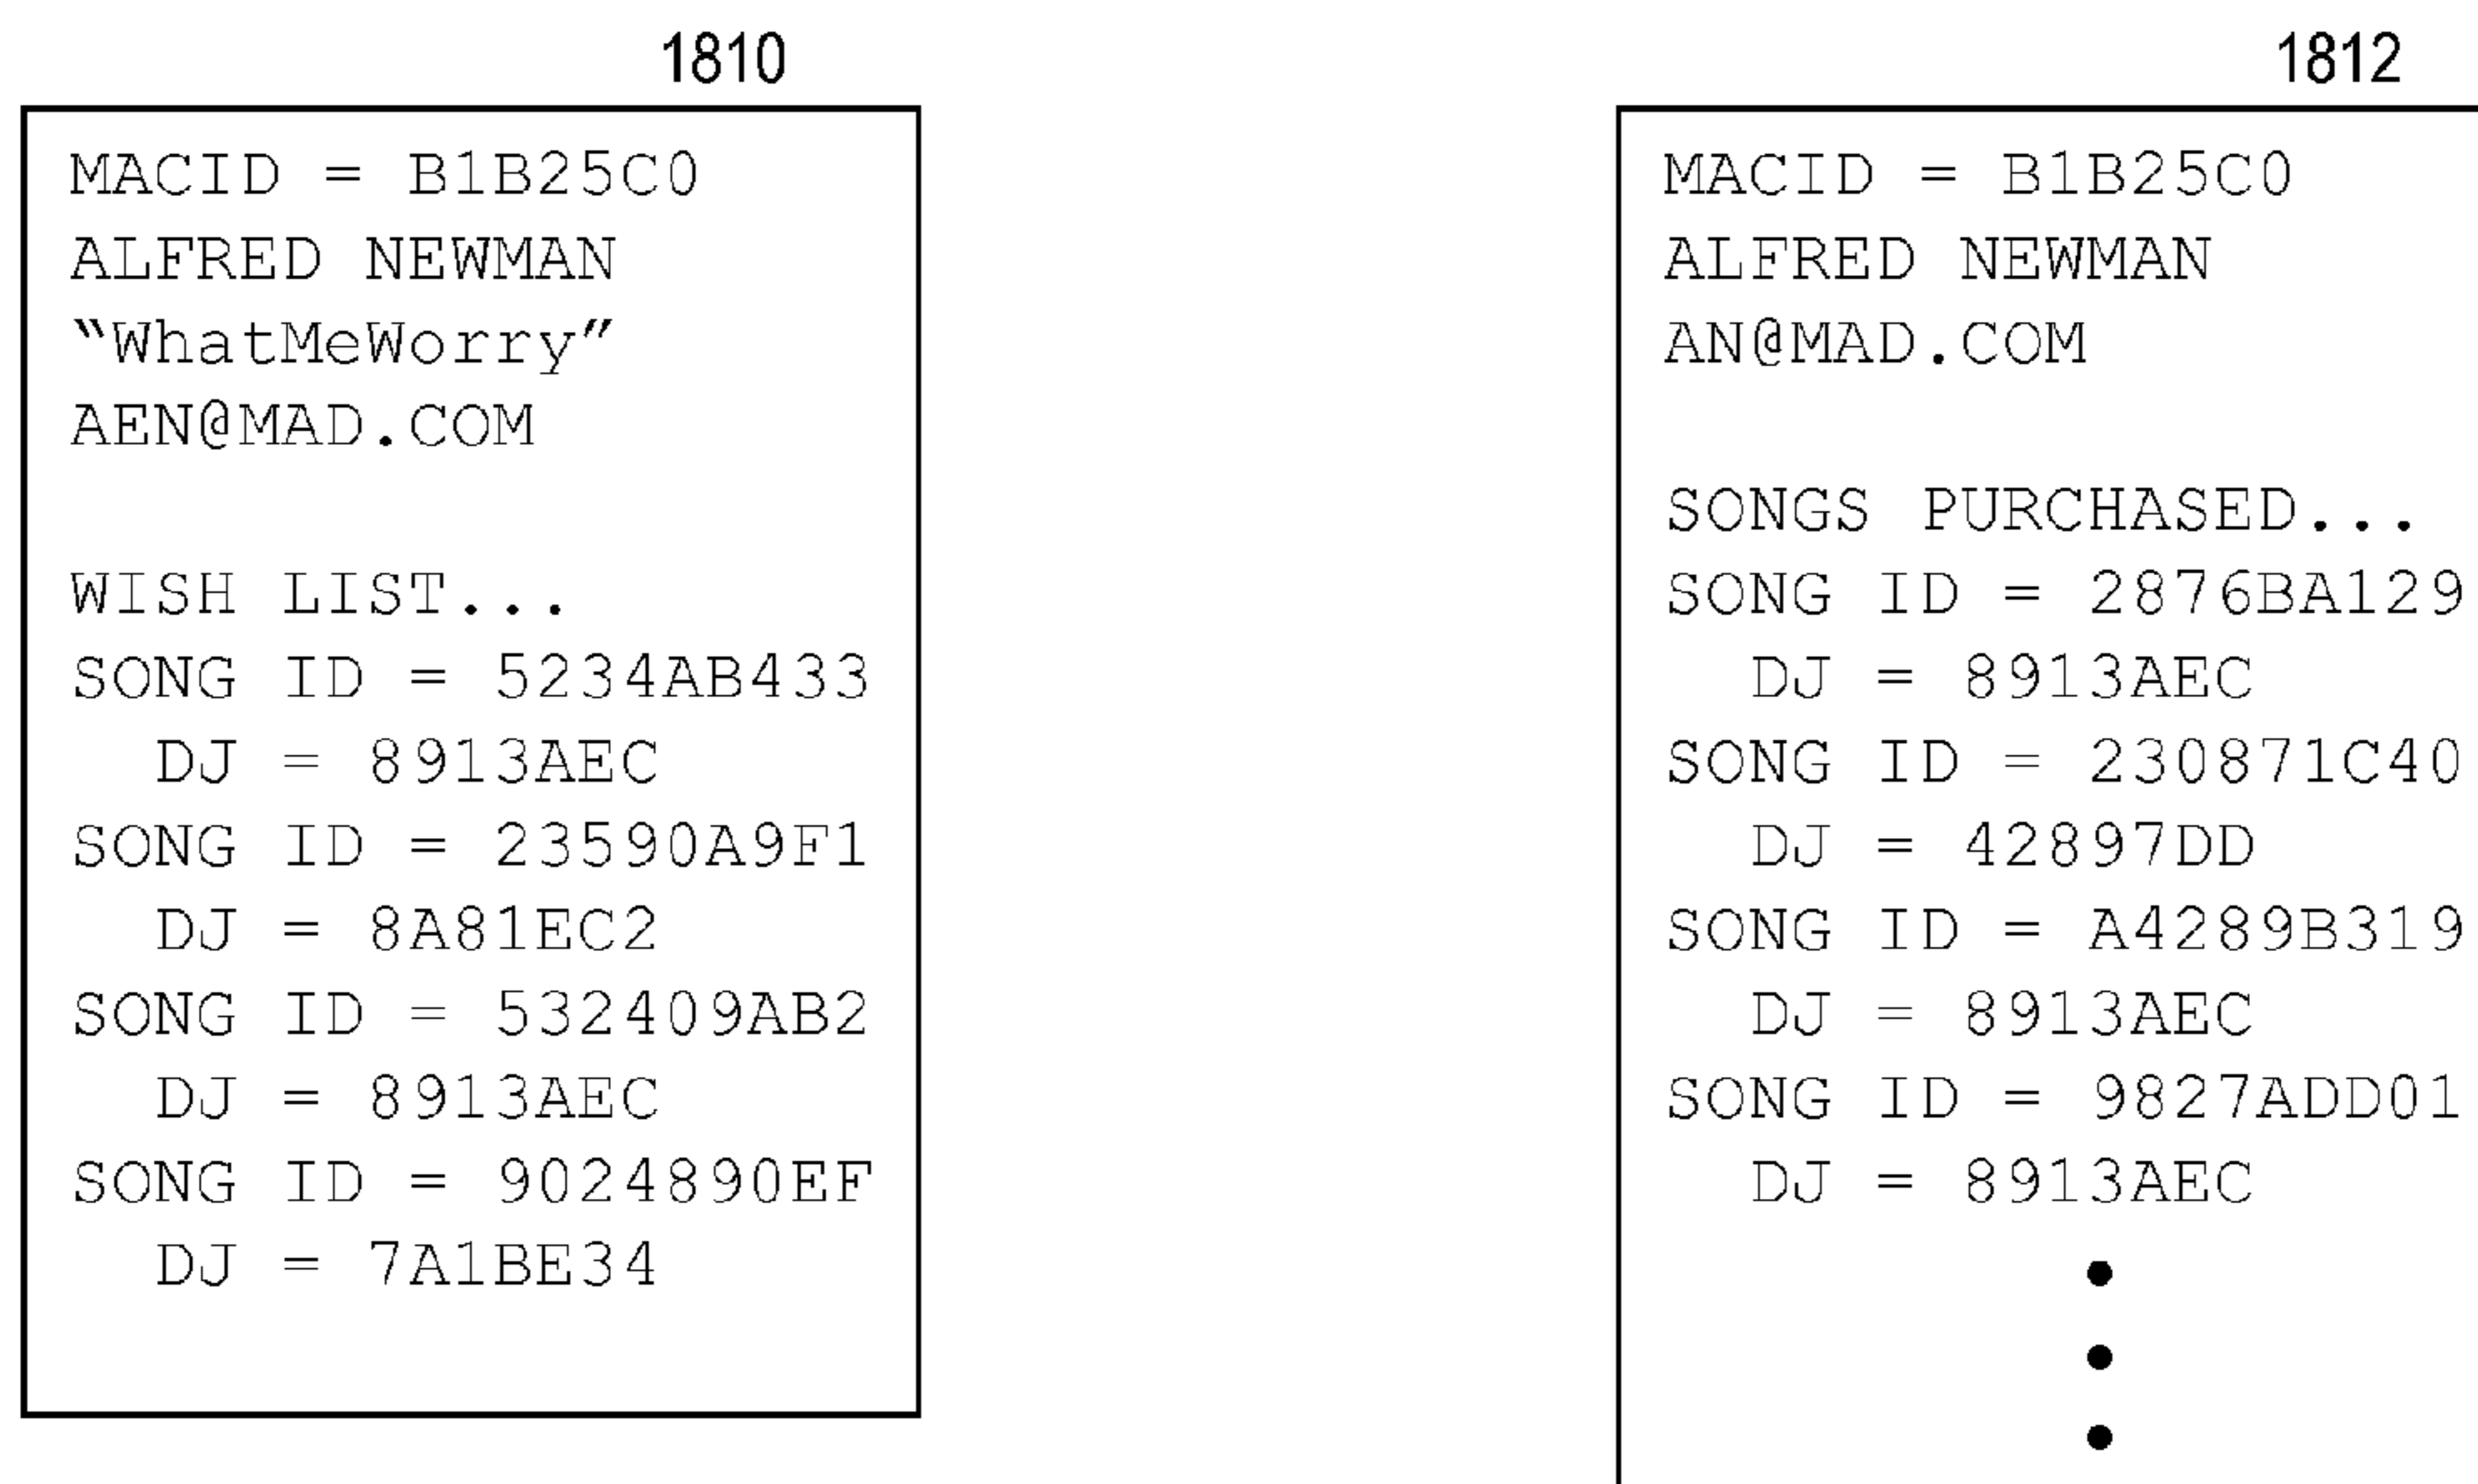 1810
MACID = B1B25C0
ALFRED NEWMAN
“WhatMeWorry”
AEN@MAD.COM
WISH LIST...
SONG ID = 5234AB433
DJ = 8913AEC
SONG ID = 23590A9F1
DJ = 8A81EC2
SONG ID = 532409AB2
DJ = 8913AEC
SONG ID = 9024890EF
DJ = 7A1BE34
1812
MACID = B1B25C0
ALFRED NEWMAN
AN@MAD.COM
SONGS PURCHASED...
SONG ID = 2876BA129
DJ = 8913AEC
SONG ID = 230871C40
DJ = 42897DD
SONG ID = A4289B319
DJ = 8913AEC
SONG ID = 9827ADD01
DJ = 8913AEC